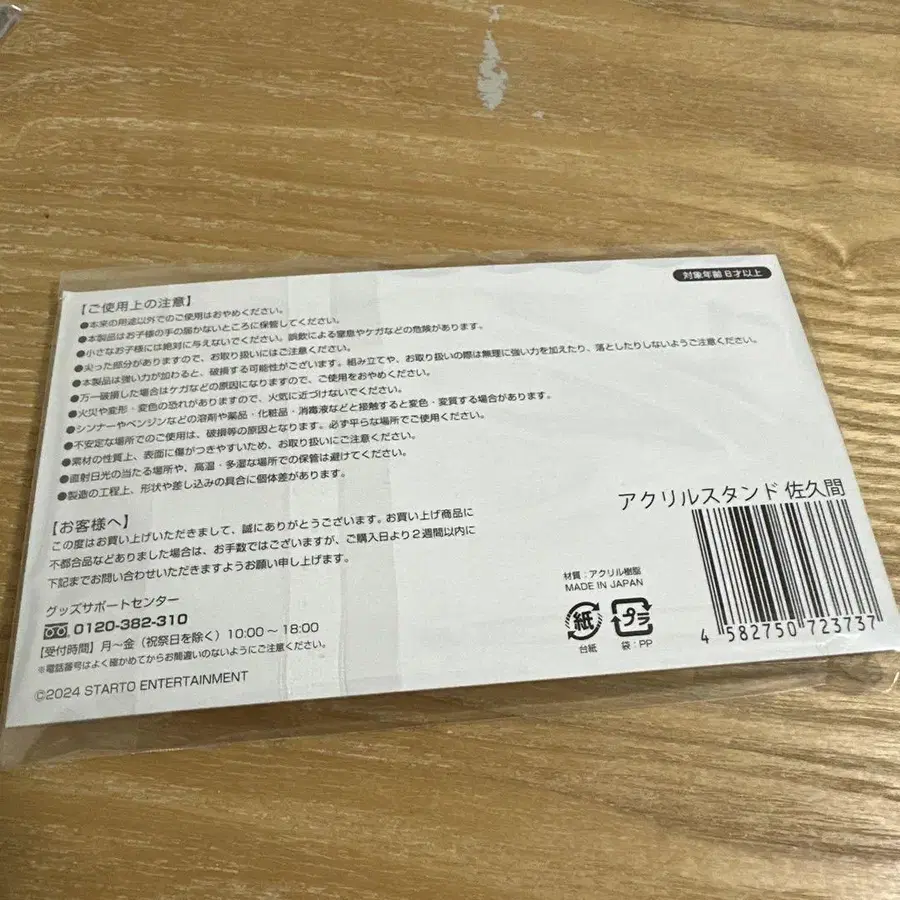 対象年齢 8才以上
【ご使用上の注意】
●本来の用途以外でのご使用はおやめください。
●本製品はお子様の手の届かないところに保管してください。
●小さなお子様には絶対に与えないでください。誤飲による窒息やケガなどの危険があります。
●尖った部分がありますので、お取り扱いにはご注意ください。
●本製品は強い力が加わると、破損する可能性がございます。組み立てや、お取り扱いの際は無理に強い力を加えたり、落としたりしないようご注意ください。
●万一破損した場合はケガなどの原因になりますので、ご使用をおやめください。
●火災や変形・変色の恐れがありますので、火気に近づけないでください。
●シンナーやベンジンなどの溶剤や薬品・化粧品・消毒液などと接触すると変色・変質する場合があります。
●不安定な場所でのご使用は、破損等の原因となります。必ず平らな場所でご使用ください。
●素材の性質上、表面に傷がつきやすいため、お取り扱いにご注意ください。
●直射日光の当たる場所や、高温・多湿な場所での保管は避けてください。
●製造の工程上、形状や差し込みの具合に個体差があります。
【お客様へ】
この度はお買い上げいただきまして、誠にありがとうございます。お買い上げ商品に
不都合品などありました場合は、お手数ではございますが、ご購入日より2週間以内に
下記までお問い合わせいただきますようお願い申し上げます。
グッズサポートセンター
0120-382-310
【受付時間】月～金（祝祭日を除く）10:00～18:00
※電話番号はよく確かめてからお間違いのないようにご注意ください。
©2024 STARTO ENTERTAINMENT
アクリルスタンド 佐久間
材質：アクリル樹脂
MADE IN JAPAN
紙 プラ
台紙 袋：PP
4 582750 723737